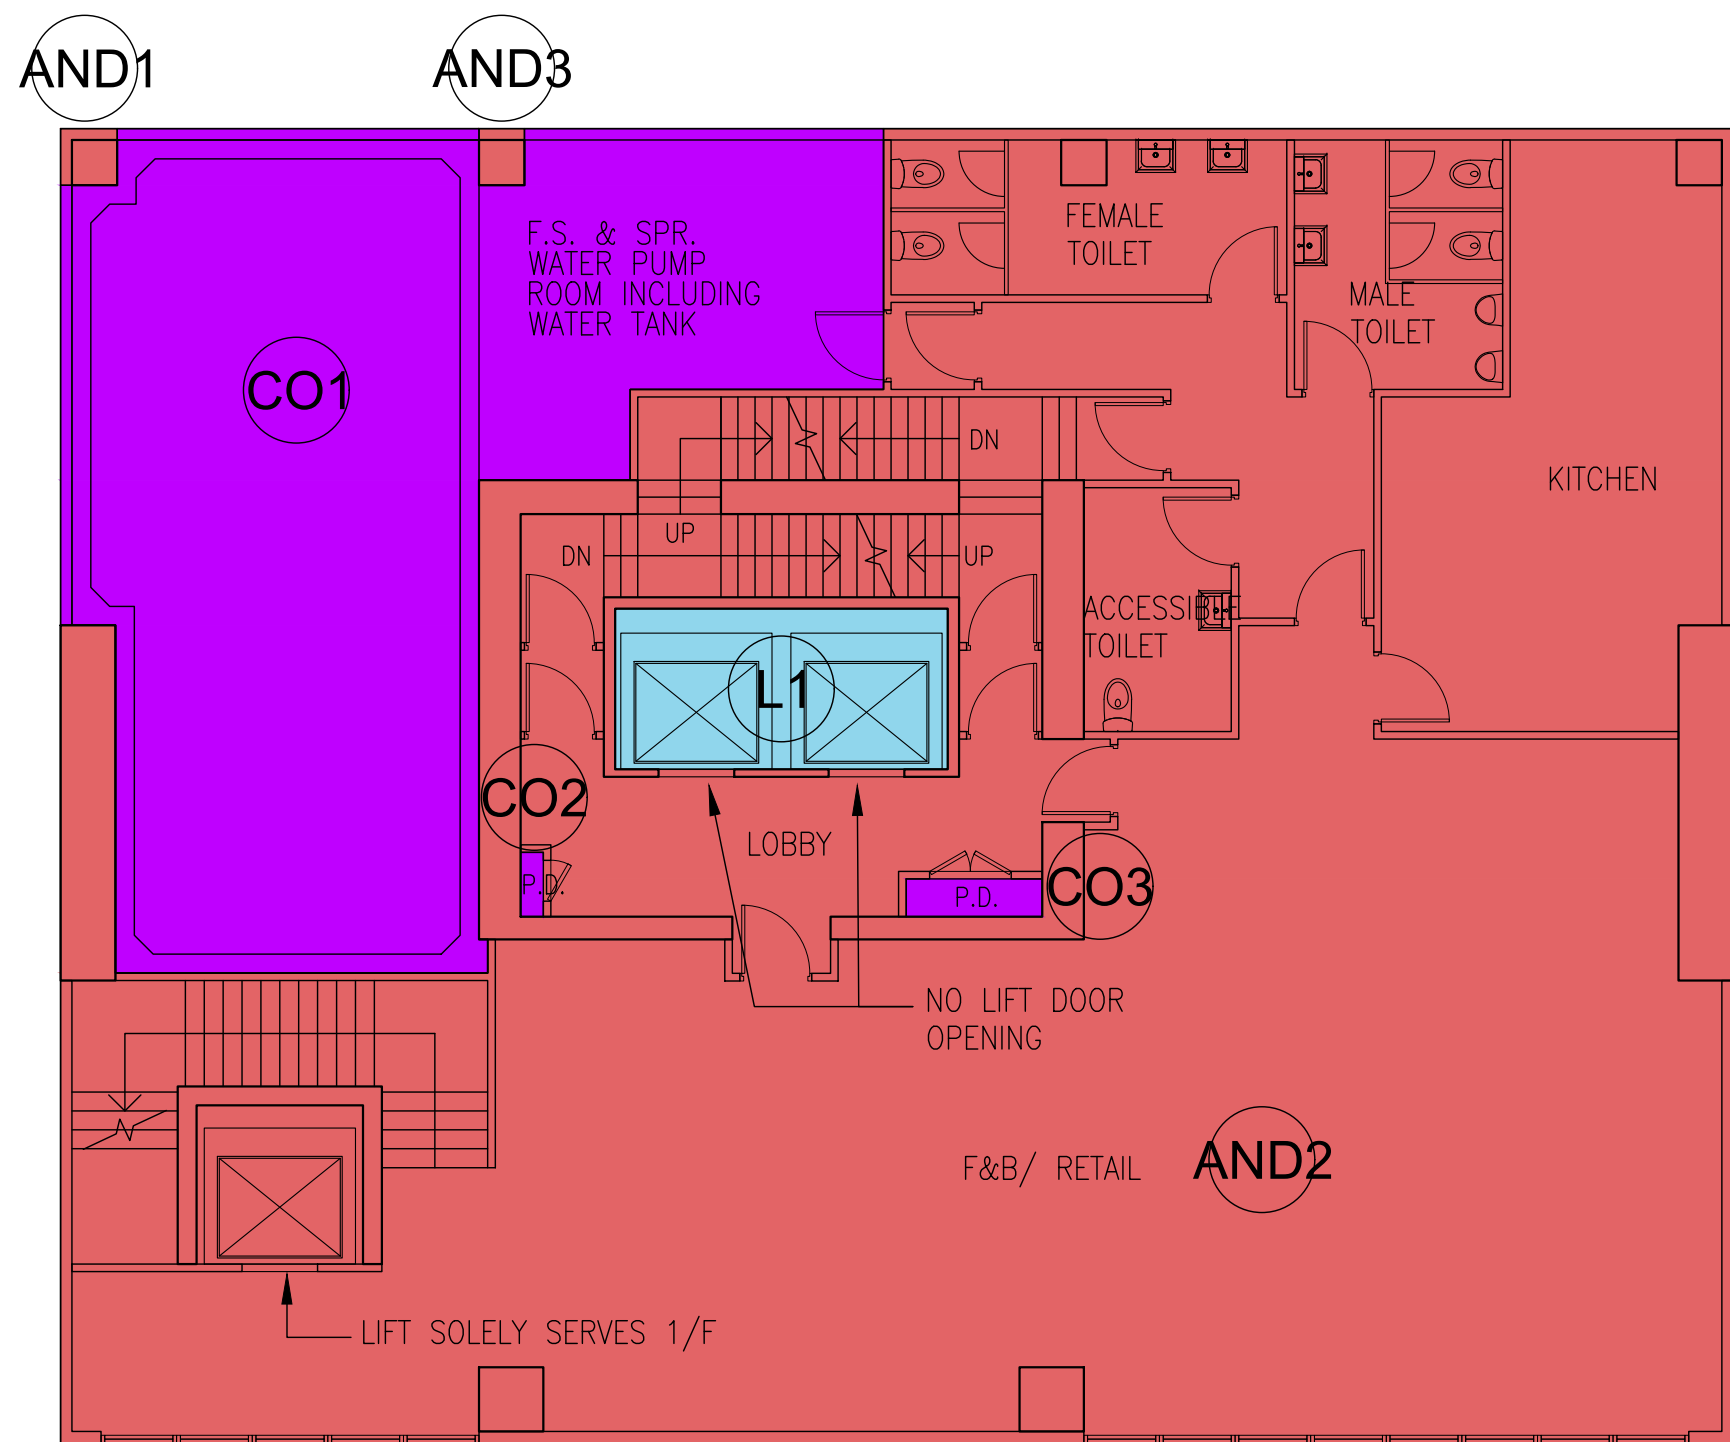 AND1
AND3
F.S. & SPR.
WATER PUMP
ROOM INCLUDING
WATER TANK
FEMALE
TOILET
MALE
TOILET
CO1
DN
KITCHEN
UP
DN
UP
ACCESSIBLE
TOILET
L1
CO2
LOBBY
P.D.
P.D.
CO3
NO LIFT DOOR
OPENING
F&B/ RETAIL
AND2
LIFT SOLELY SERVES 1/F